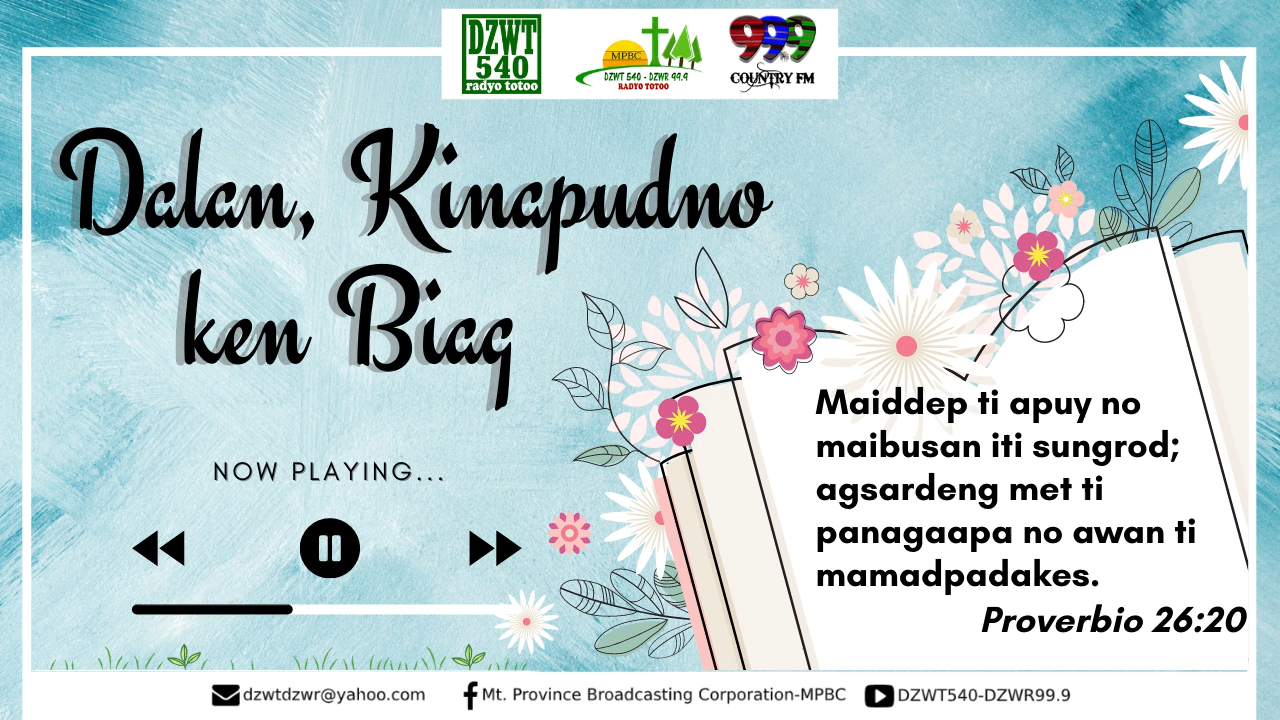 DZWT
540
radyo totoo
MPBC
DZWT 540 - DZWR 99.9
RADYO TOTOO
99.9
COUNTRY FM
Dalan, Kinapudno
ken Biag
NOW PLAYING...
Maiddep ti apuy no
maibusan iti sungrod;
agsardeng met ti
panagaapa no awan ti
mamadpadakes.
Proverbio 26:20
dzwtdzwr@yahoo.com
Mt. Province Broadcasting Corporation-MPBC
DZWT540-DZWR99.9